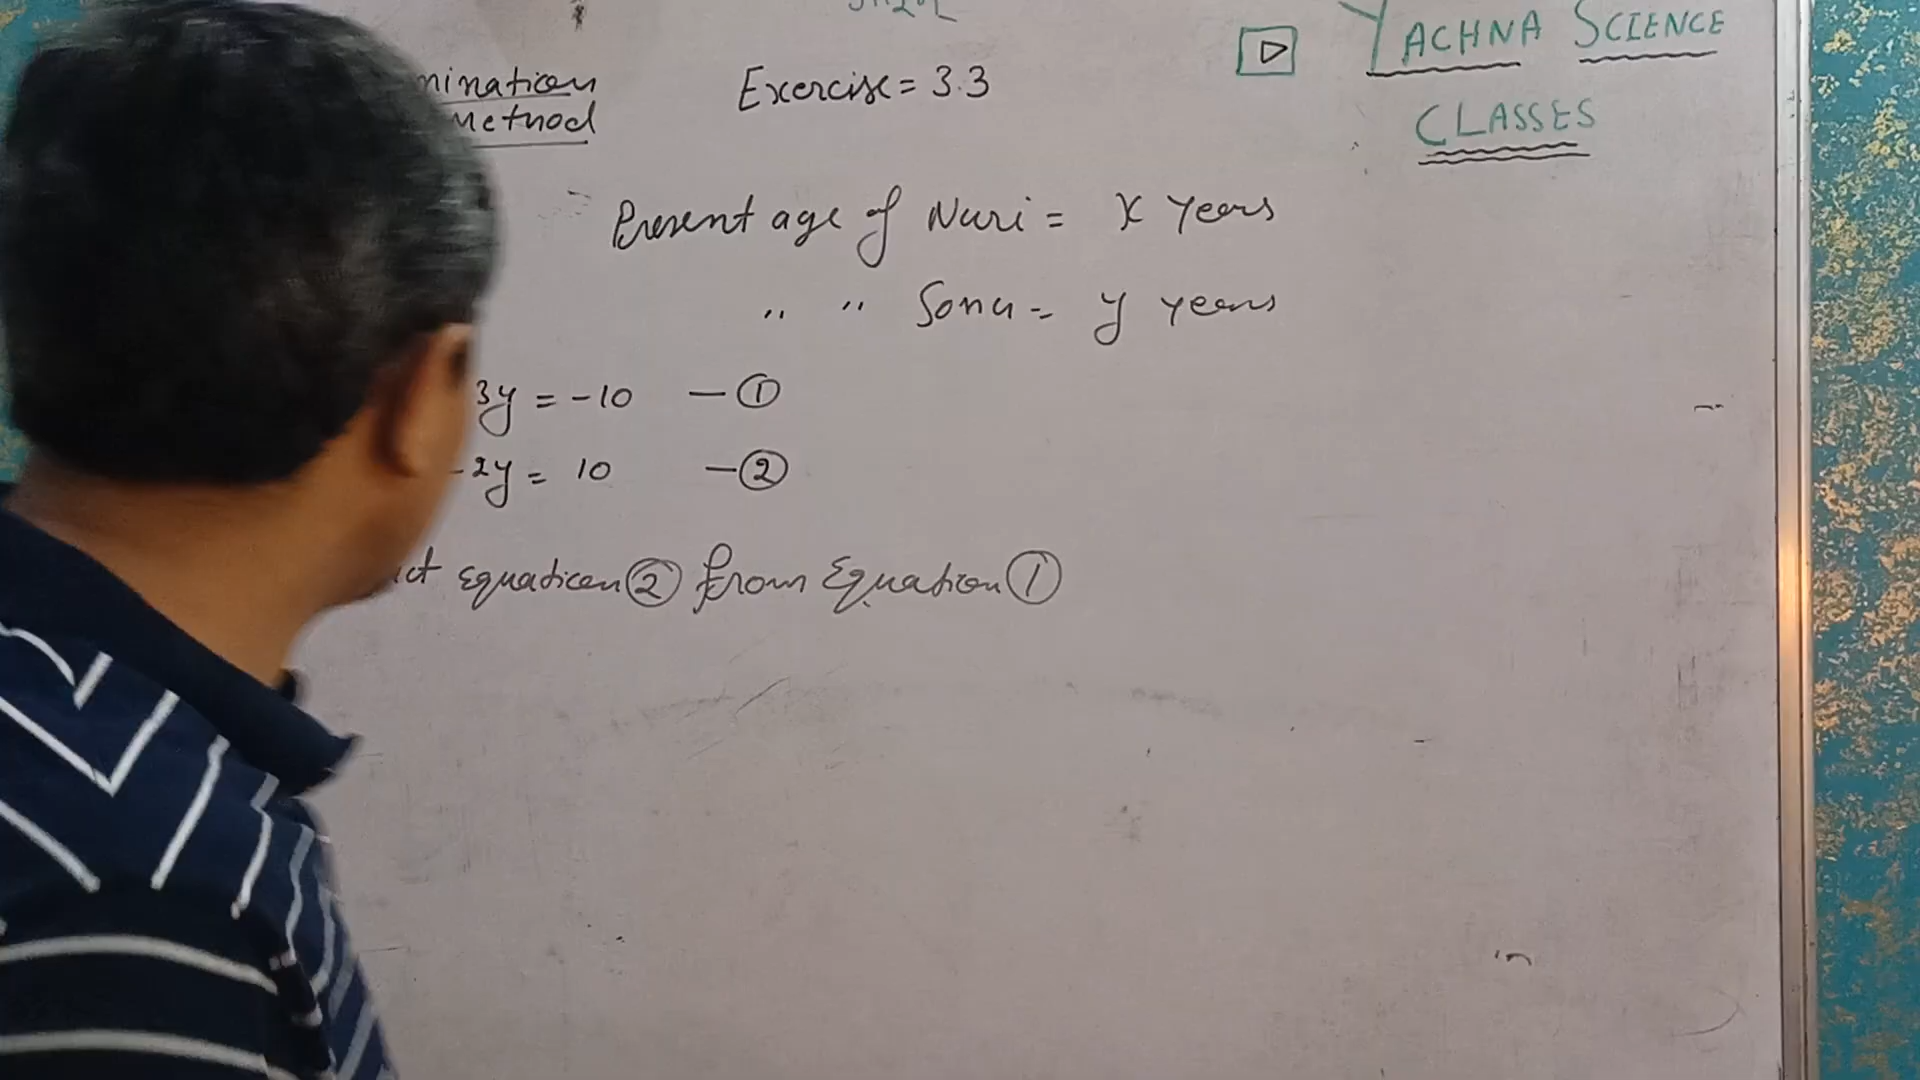 YACHNA SCIENCE
CLASSES
mination
Method
Exercise = 3.3
Present age of Nuri = x years
" " Sonu = y years
3y = -10 — ①
-2y = 10 — ②
ct equation ② from Equation ①